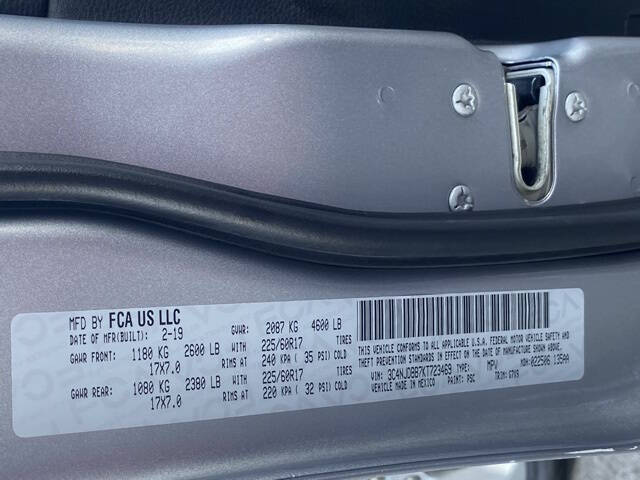 MFD BY FCA US LLC
DATE OF MFR(BUILT): 2-19 GVWR: 2087 KG 4600 LB
GAWR FRONT: 1180 KG 2600 LB 225/60R17 TIRES
17X7.0 RIMS AT 240 KPA ( 35 PSI) COLD
GAWR REAR: 1080 KG 2380 LB 225/60R17 TIRES
17X7.0 RIMS AT 220 KPA ( 32 PSI) COLD
THIS VEHICLE CONFORMS TO ALL APPLICABLE U.S.A. FEDERAL MOTOR VEHICLE SAFETY AND
THEFT PREVENTION STANDARDS IN EFFECT ON THE DATE OF MANUFACTURE SHOWN ABOVE.
VIN: TYPE: MPV MDH: 022506
VEHICLE MADE IN MEXICO PAINT: PSC TRIM: